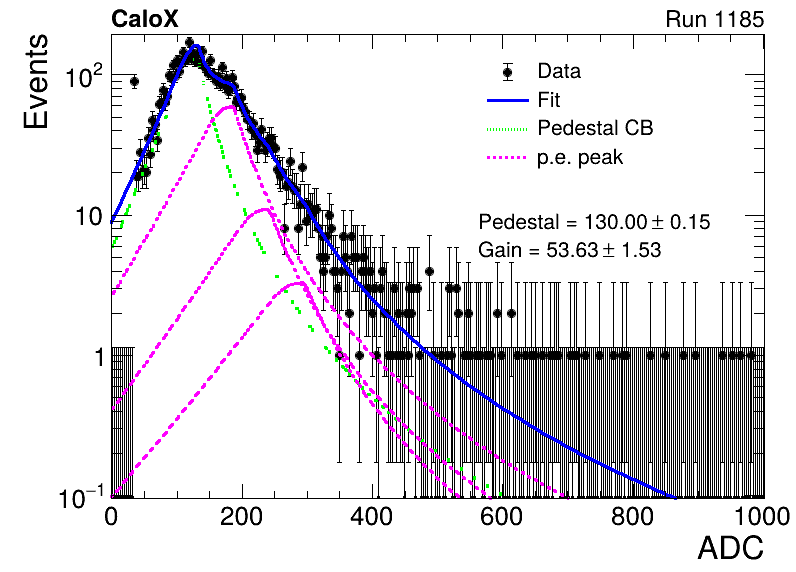 CaloX Run 1185
Events
10²
10
1
10⁻¹
Data
Fit
Pedestal CB
p.e. peak
Pedestal = 130.00 ± 0.15
Gain = 53.63 ± 1.53
0 200 400 600 800 1000
ADC